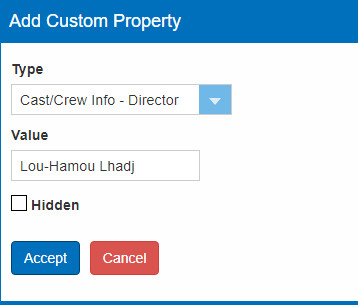 Add Custom Property
Type
Cast/Crew Info - Director
Value
Lou-Hamou Lhadj
Hidden
Accept Cancel